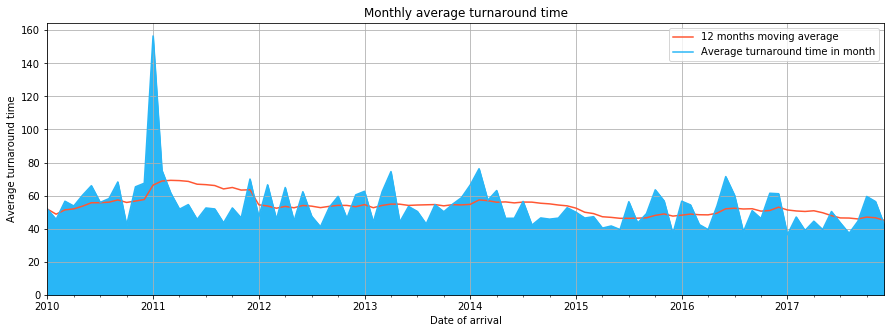 Monthly average turnaround time
12 months moving average
Average turnaround time in month
Average turnaround time
160
140
120
100
80
60
40
20
0
2010 2011 2012 2013 2014 2015 2016 2017
Date of arrival